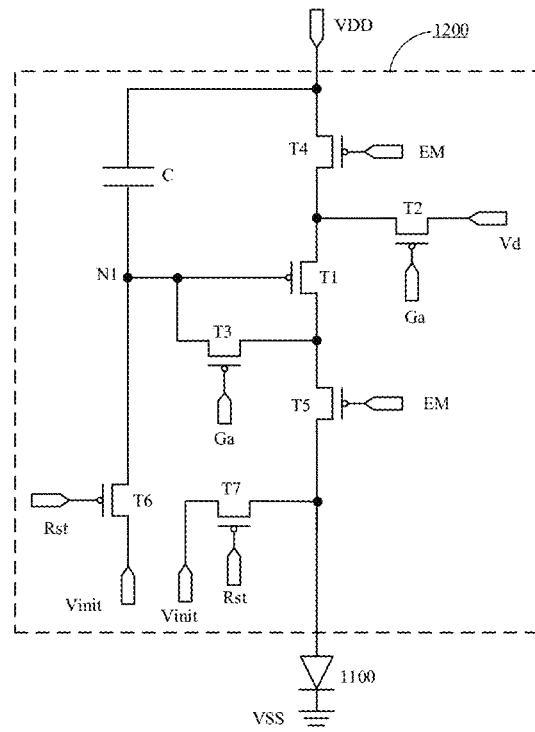 VDD
1200
T4
EM
C
T2
Vd
N1
T1
Ga
T3
T5
EM
Ga
T7
T6
Rst
Vinit
Vinit
Rst
1100
VSS